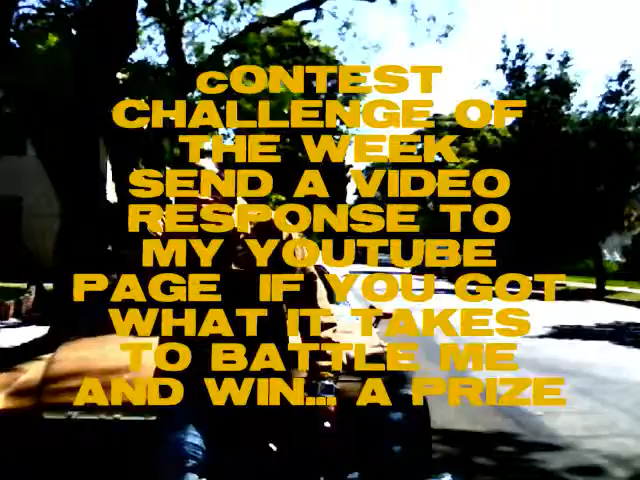 cONTEST
CHALLENGE OF
THE WEEK
SEND A VIDEO
RESPONSE TO
MY YOUTUBE
PAGE IF YOU GOT
WHAT IT TAKES
TO BATTLE ME
AND WIN... A PRIZE